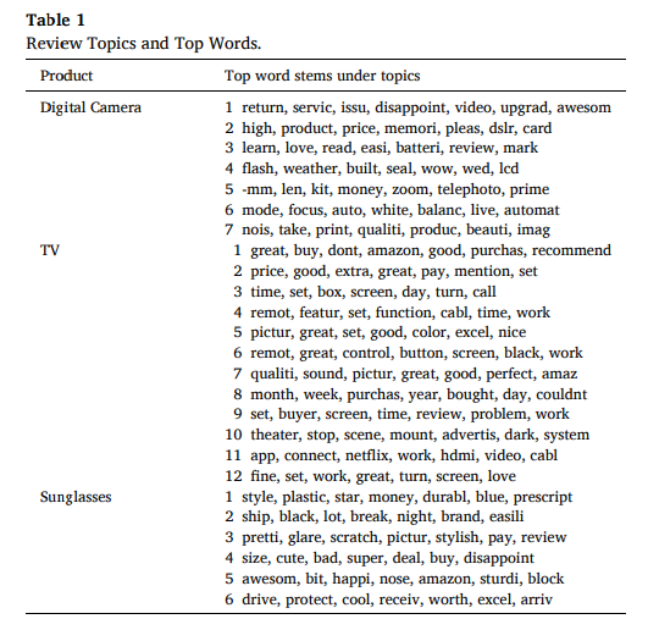 Table 1
Review Topics and Top Words.
Product Top word stems under topics
Digital Camera 1 return, servic, issu, disappoint, video, upgrad, awesom
2 high, product, price, memori, pleas, dslr, card
3 learn, love, read, easi, batteri, review, mark
4 flash, weather, built, seal, wow, wed, lcd
5 -mm, len, kit, money, zoom, telephoto, prime
6 mode, focus, auto, white, balanc, live, automat
7 nois, take, print, qualiti, produc, beauti, imag
TV 1 great, buy, dont, amazon, good, purchas, recommend
2 price, good, extra, great, pay, mention, set
3 time, set, box, screen, day, turn, call
4 remot, featur, set, function, cabl, time, work
5 pictur, great, set, good, color, excel, nice
6 remot, great, control, button, screen, black, work
7 qualiti, sound, pictur, great, good, perfect, amaz
8 month, week, purchas, year, bought, day, couldnt
9 set, buyer, screen, time, review, problem, work
10 theater, stop, scene, mount, advertis, dark, system
11 app, connect, netflix, work, hdmi, video, cabl
12 fine, set, work, great, turn, screen, love
Sunglasses 1 style, plastic, star, money, durabl, blue, prescript
2 ship, black, lot, break, night, brand, easili
3 pretti, glare, scratch, pictur, stylish, pay, review
4 size, cute, bad, super, deal, buy, disappoint
5 awesom, bit, happi, nose, amazon, sturdi, block
6 drive, protect, cool, receiv, worth, excel, arriv